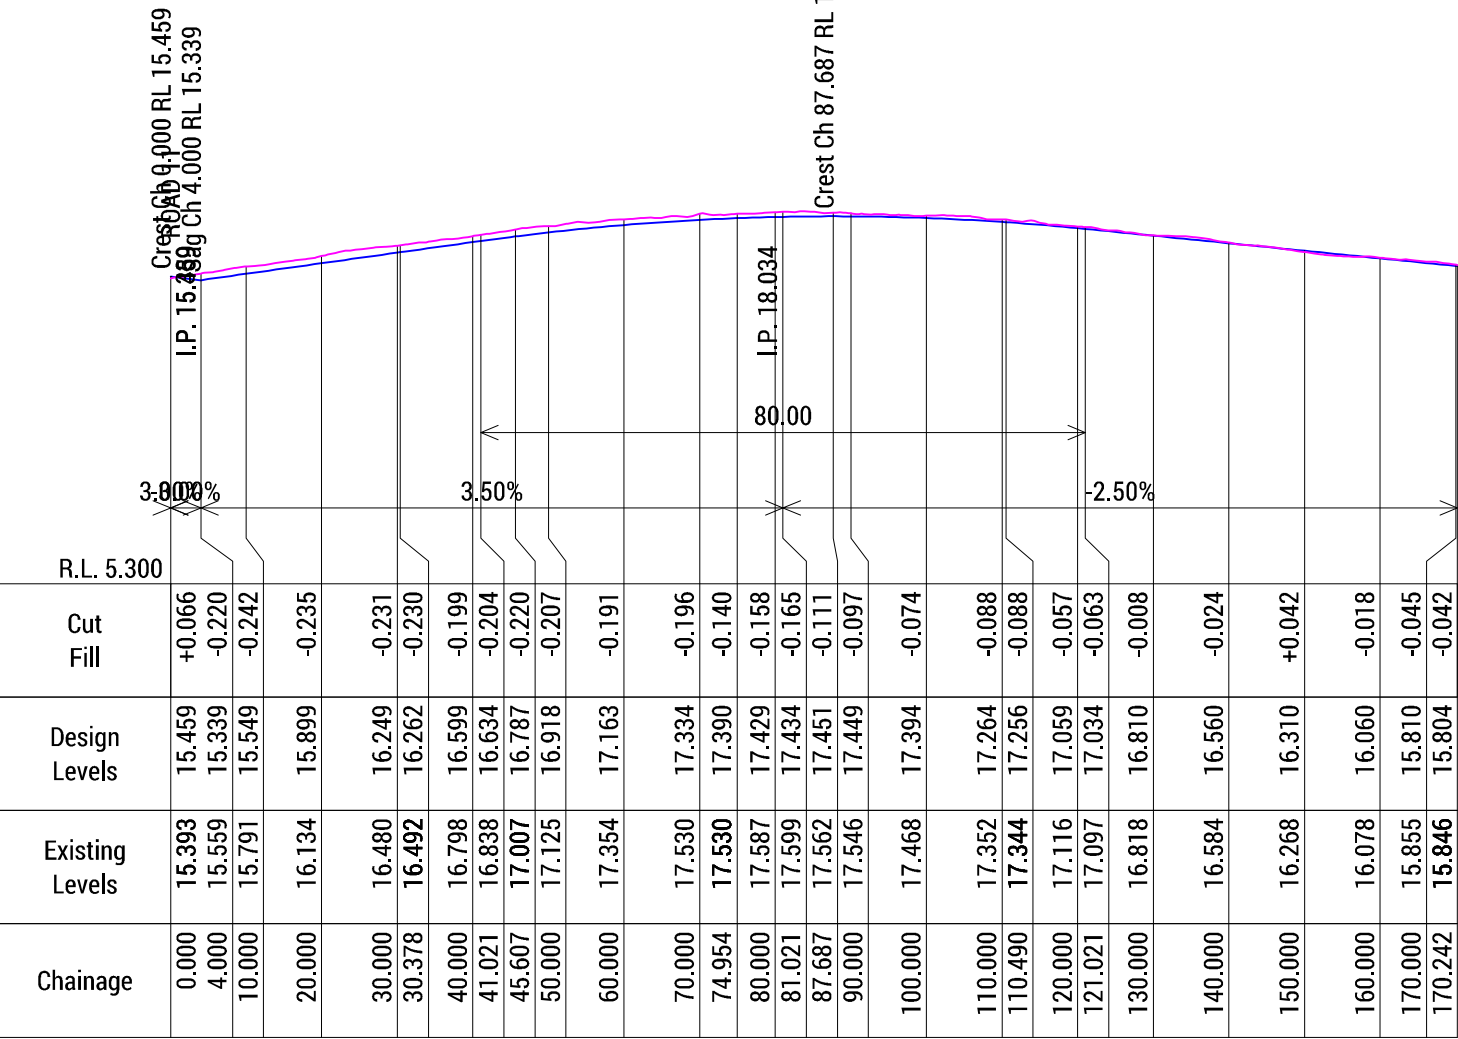 Crest Ch 0.000 RL 15.459
ROAD 11
Sag Ch 4.000 RL 15.339
Crest Ch 87.687 RL
I.P. 15.339
I.P. 18.034
80.00
-3.00%
3.50%
-2.50%
R.L. 5.300
Cut
Fill
+0.066 -0.220 -0.242 -0.235 -0.231 -0.230 -0.199 -0.204 -0.220 -0.207 -0.191 -0.196 -0.140 -0.158 -0.165 -0.111 -0.097 -0.074 -0.088 -0.088 -0.057 -0.063 -0.008 -0.024 +0.042 -0.018 -0.045 -0.042
Design
Levels
15.459 15.339 15.549 15.899 16.249 16.262 16.599 16.634 16.787 16.918 17.163 17.334 17.390 17.429 17.434 17.451 17.449 17.394 17.264 17.256 17.059 17.034 16.810 16.560 16.310 16.060 15.810 15.804
Existing
Levels
15.393 15.559 15.791 16.134 16.480 16.492 16.798 16.838 17.007 17.125 17.354 17.530 17.530 17.587 17.599 17.562 17.546 17.468 17.352 17.344 17.116 17.097 16.818 16.584 16.268 16.078 15.855 15.846
Chainage
0.000 4.000 10.000 20.000 30.000 30.378 40.000 41.021 45.607 50.000 60.000 70.000 74.954 80.000 81.021 87.687 90.000 100.000 110.000 110.490 120.000 121.021 130.000 140.000 150.000 160.000 170.000 170.242